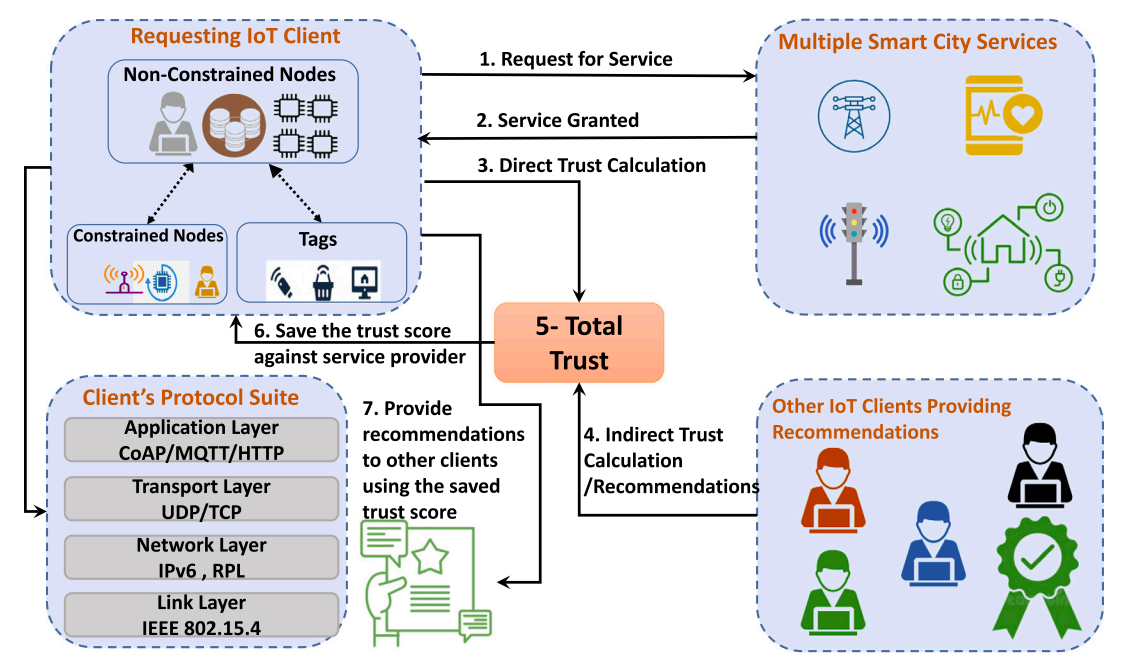 Requesting IoT Client
Non-Constrained Nodes
Constrained Nodes
Tags
1. Request for Service
2. Service Granted
3. Direct Trust Calculation
Multiple Smart City Services
5- Total
Trust
6. Save the trust score
against service provider
Client's Protocol Suite
Application Layer
CoAP/MQTT/HTTP
Transport Layer
UDP/TCP
Network Layer
IPv6 , RPL
Link Layer
IEEE 802.15.4
7. Provide
recommendations
to other clients
using the saved
trust score
4. Indirect Trust
Calculation
/Recommendations
Other IoT Clients Providing
Recommendations